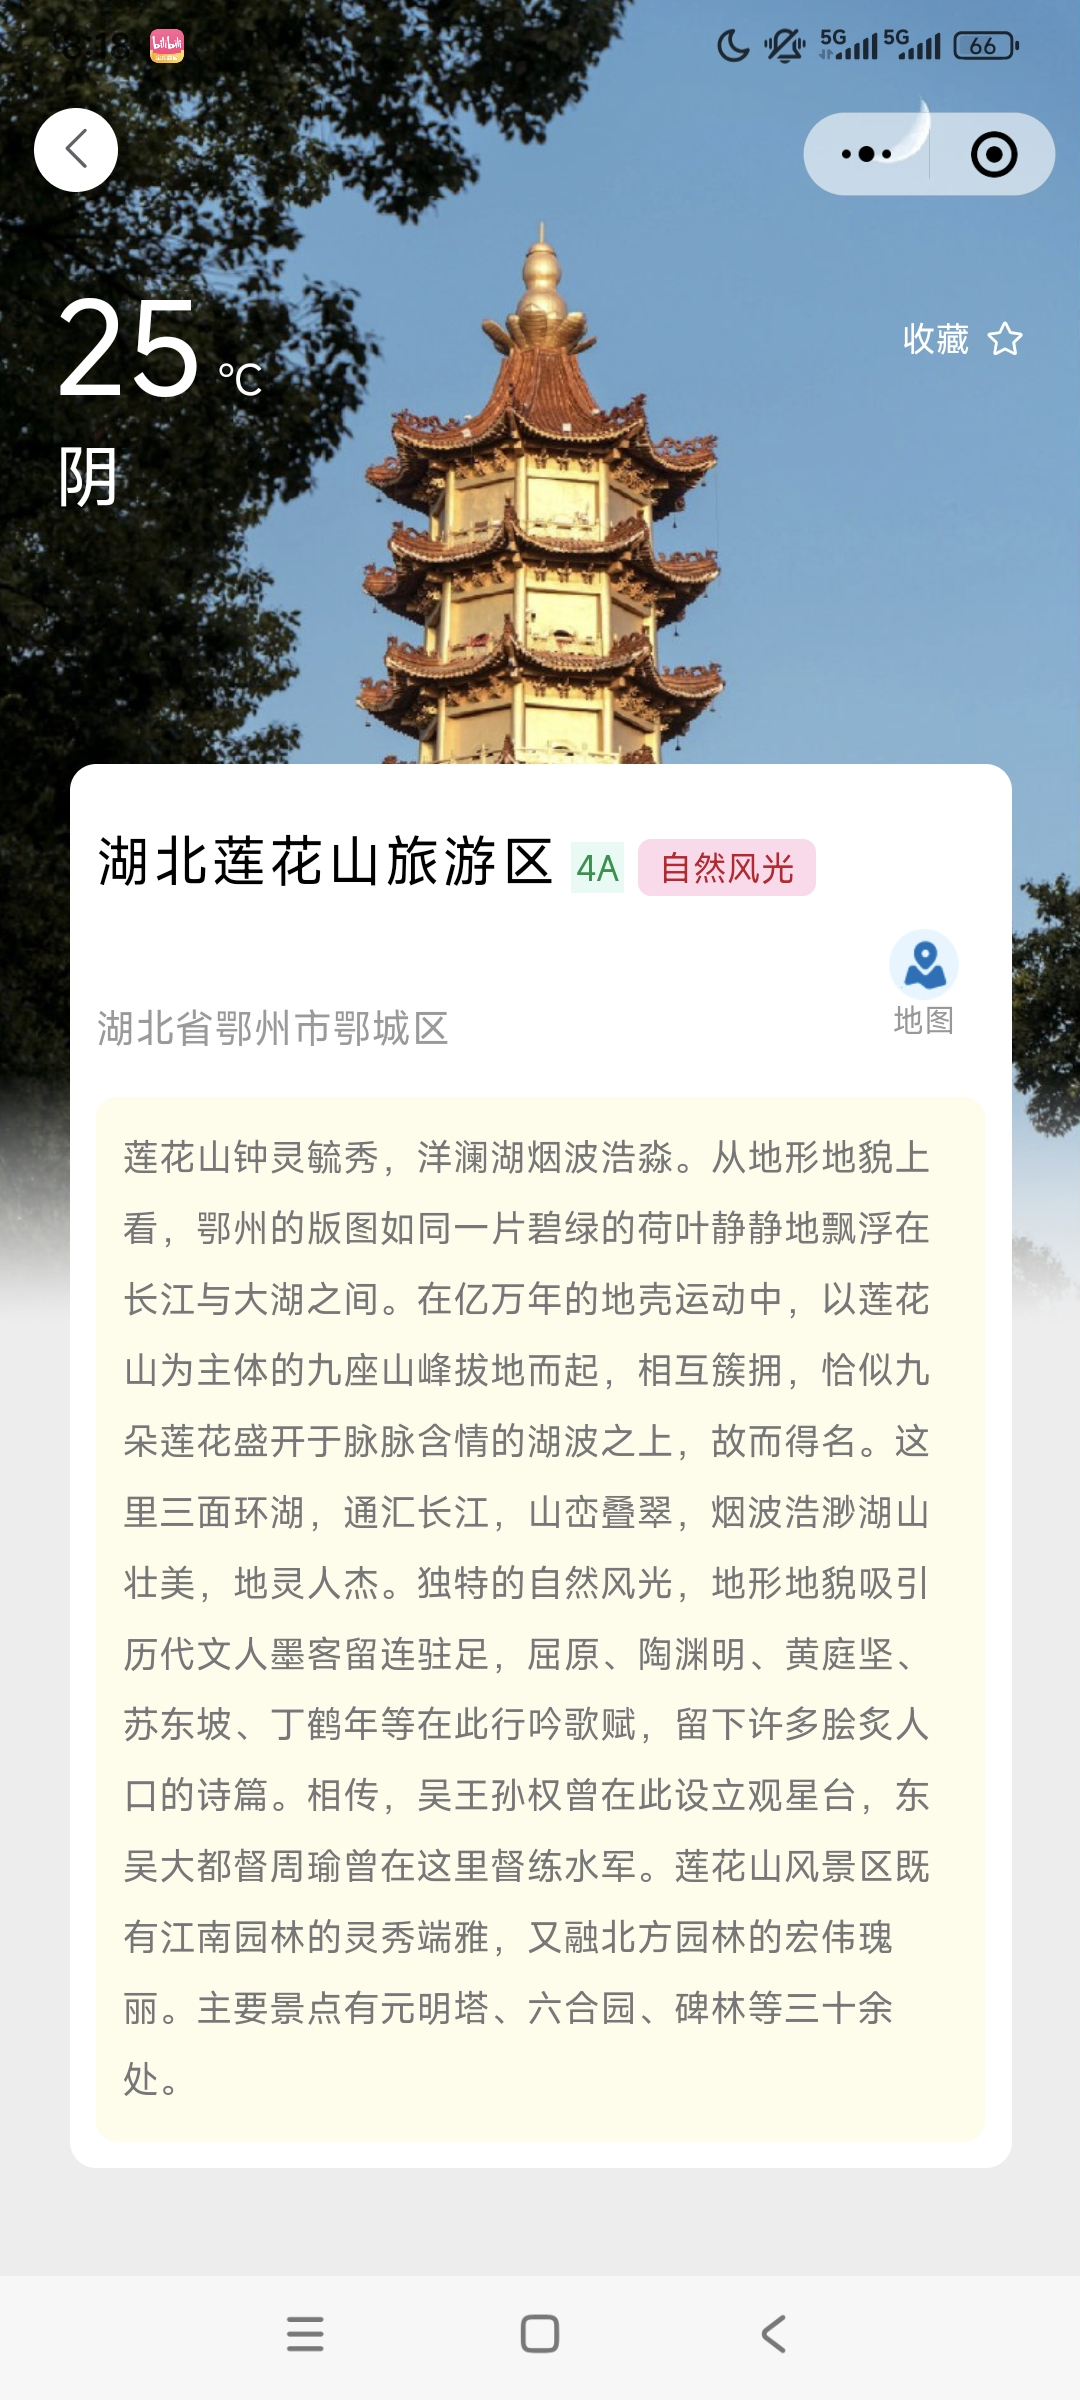 bilibili
5G 5G 66
25 ℃
收藏
阴
湖北莲花山旅游区 4A 自然风光
地图
湖北省鄂州市鄂城区
莲花山钟灵毓秀，洋澜湖烟波浩淼。从地形地貌上
看，鄂州的版图如同一片碧绿的荷叶静静地飘浮在
长江与大湖之间。在亿万年的地壳运动中，以莲花
山为主体的九座山峰拔地而起，相互簇拥，恰似九
朵莲花盛开于脉脉含情的湖波之上，故而得名。这
里三面环湖，通汇长江，山峦叠翠，烟波浩渺湖山
壮美，地灵人杰。独特的自然风光，地形地貌吸引
历代文人墨客留连驻足，屈原、陶渊明、黄庭坚、
苏东坡、丁鹤年等在此行吟歌赋，留下许多脍炙人
口的诗篇。相传，吴王孙权曾在此设立观星台，东
吴大都督周瑜曾在这里督练水军。莲花山风景区既
有江南园林的灵秀端雅，又融北方园林的宏伟瑰
丽。主要景点有元明塔、六合园、碑林等三十余
处。